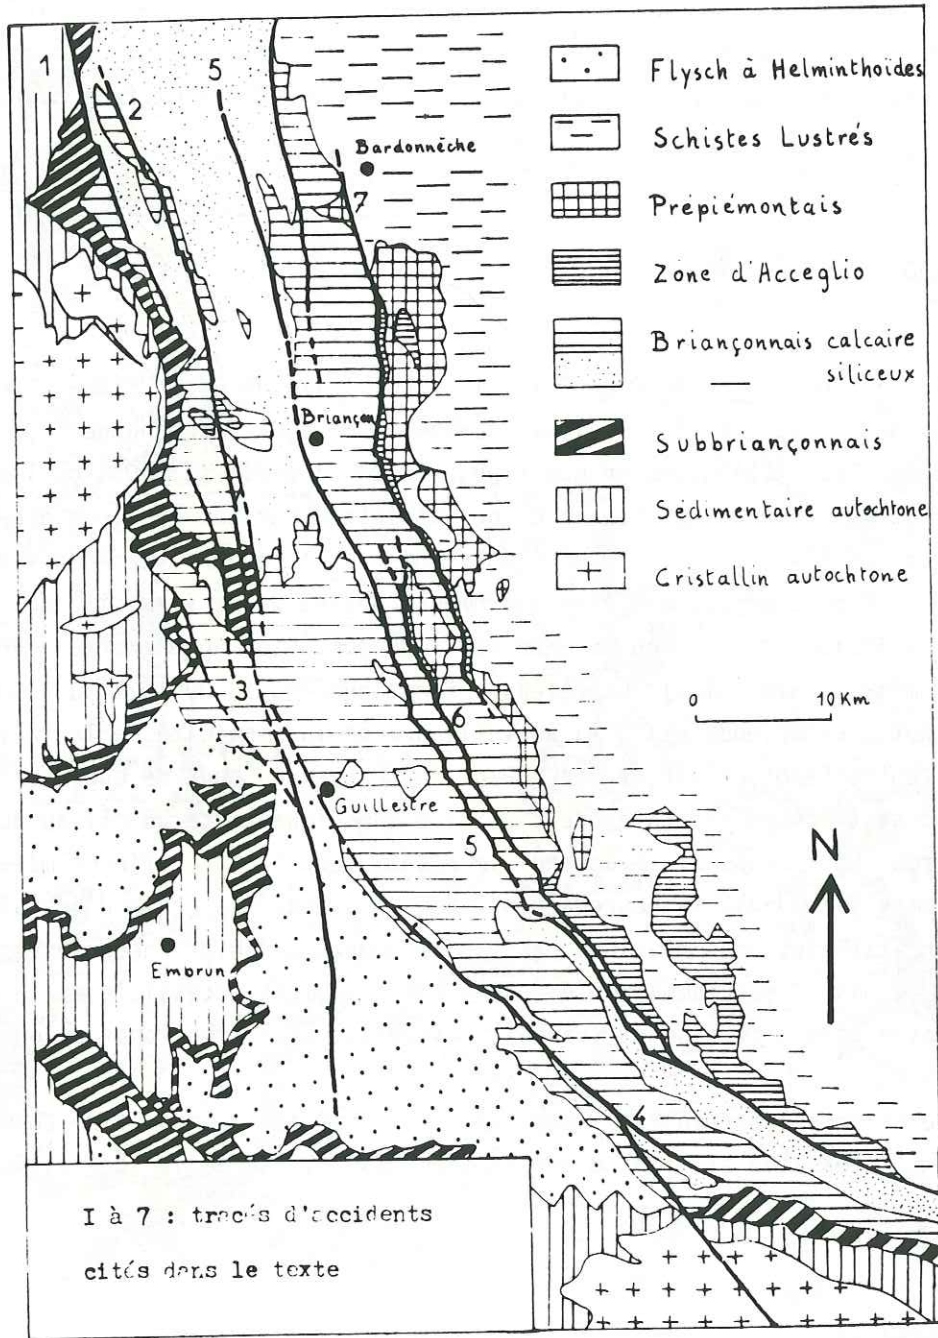 1
2
5
Bardonnèche
7
Briançon
3
6
Guillestre
5
Embrun
4
Flysch à Helminthoïdes
Schistes Lustrés
Prépiémontais
Zone d'Acceglio
Briançonnais calcaire
— siliceux
Subbriançonnais
Sédimentaire autochtone
Cristallin autochtone
0 10 Km
N
I à 7 : tracés d'accidents
cités dans le texte